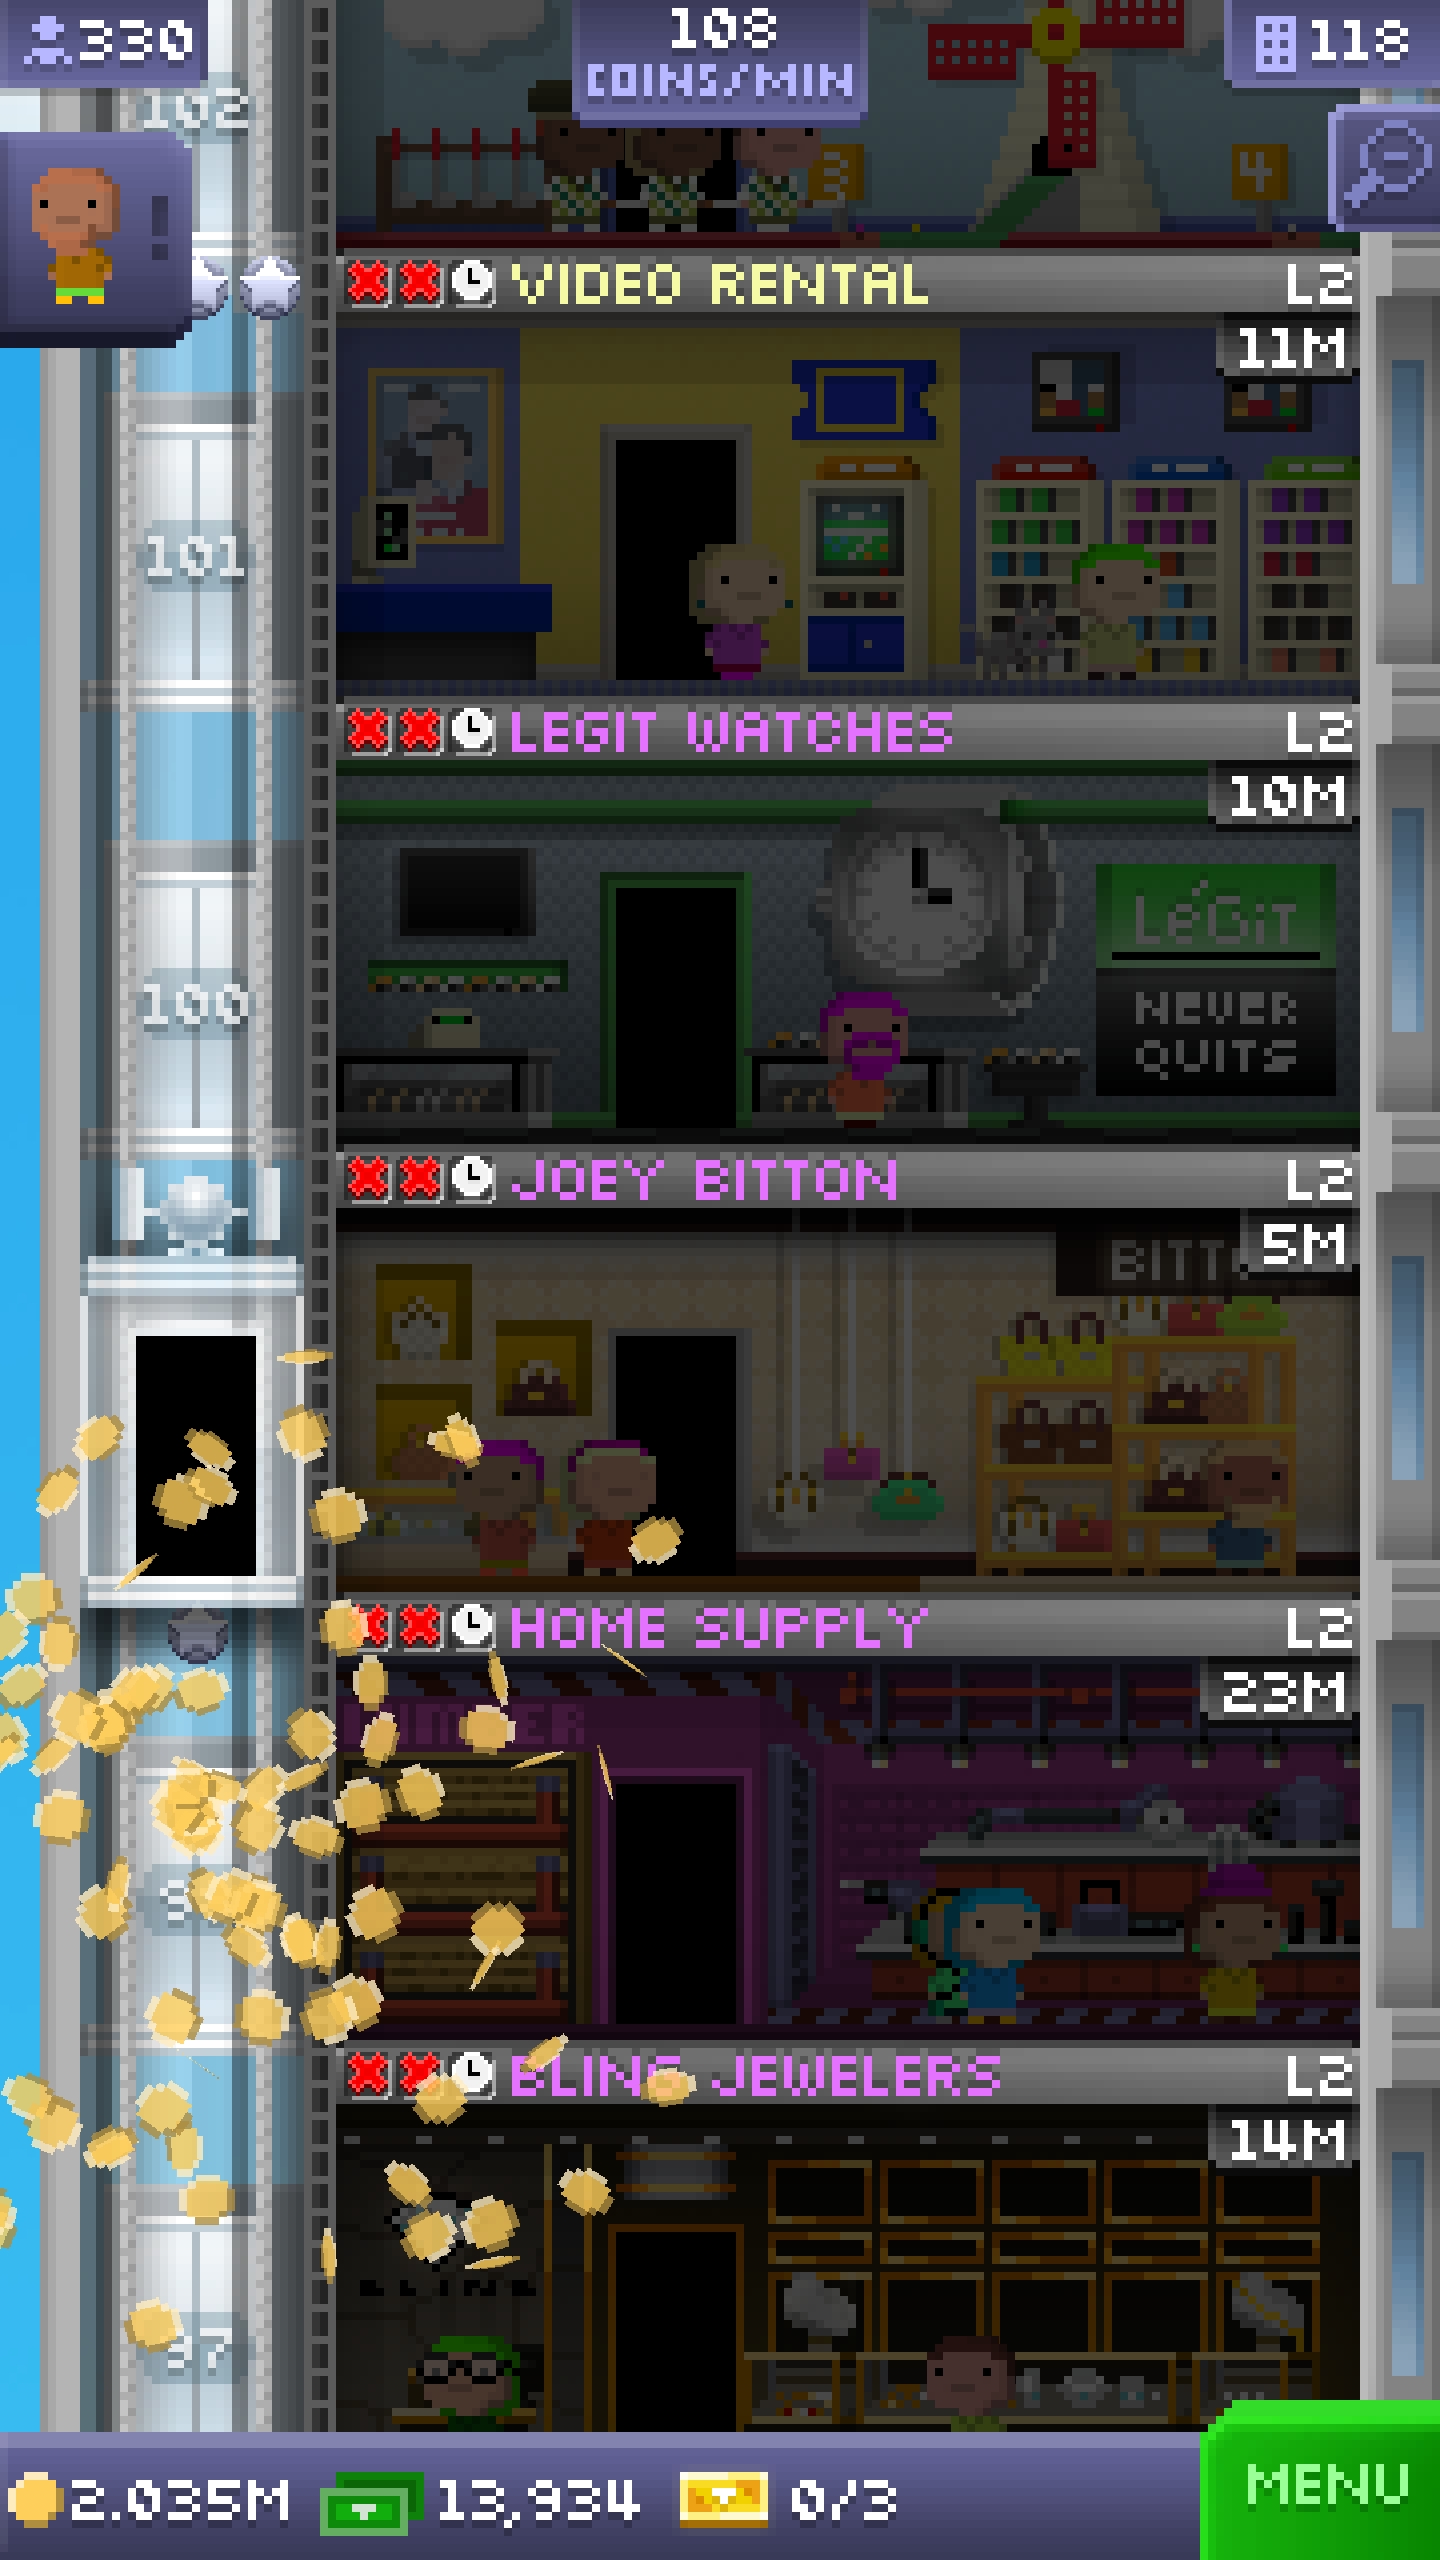 330
108
COINS/MIN
118
102
3
4
VIDEO RENTAL L2
11M
101
LEGIT WATCHES L2
10M
LéGiT
NEVER
QUITS
100
JOEY BITTON L2
5M
HOME SUPPLY L2
23M
BLING JEWELERS L2
14M
97
2.035M 13,934 0/3
MENU